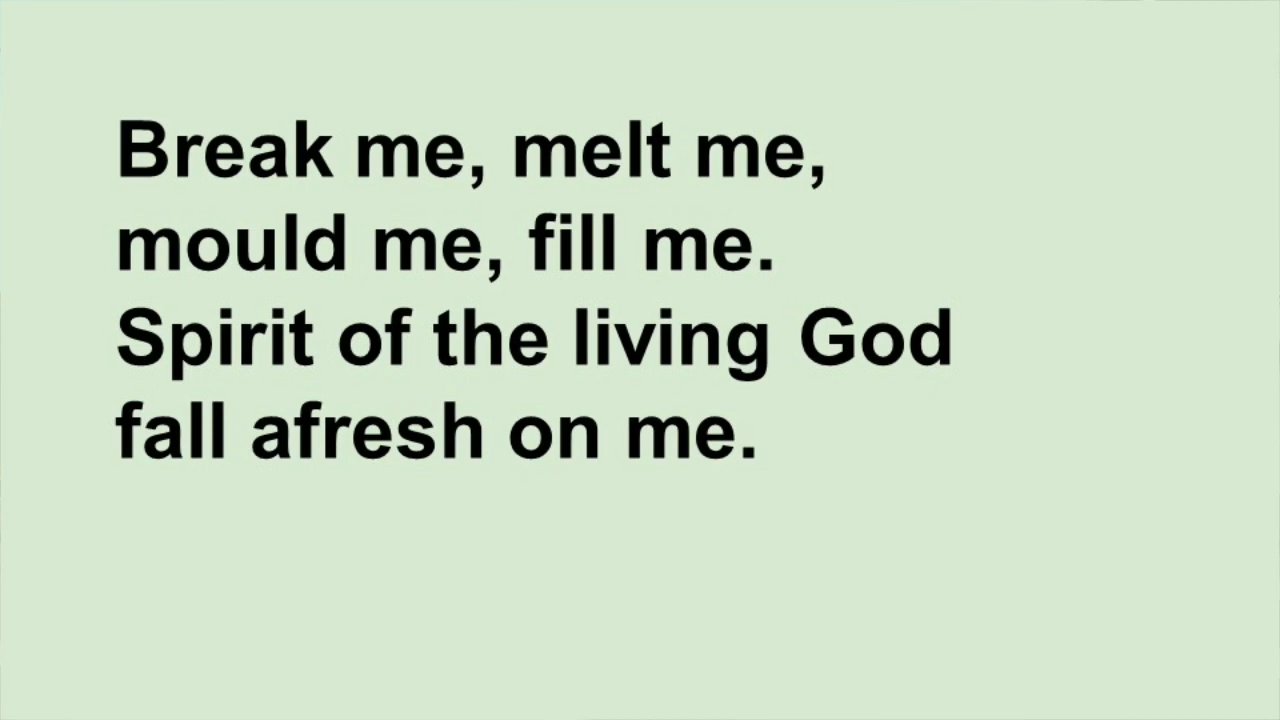 Break me, melt me,
mould me, fill me.
Spirit of the living God
fall afresh on me.